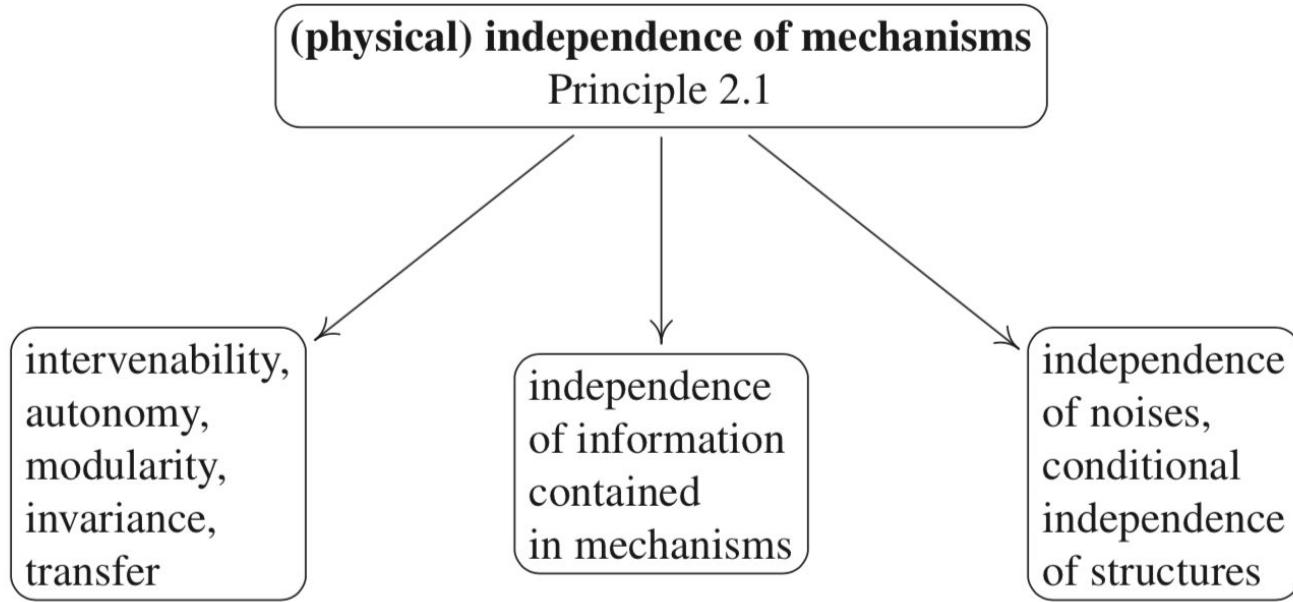 (physical) independence of mechanisms
Principle 2.1
intervenability,
autonomy,
modularity,
invariance,
transfer
independence
of information
contained
in mechanisms
independence
of noises,
conditional
independence
of structures